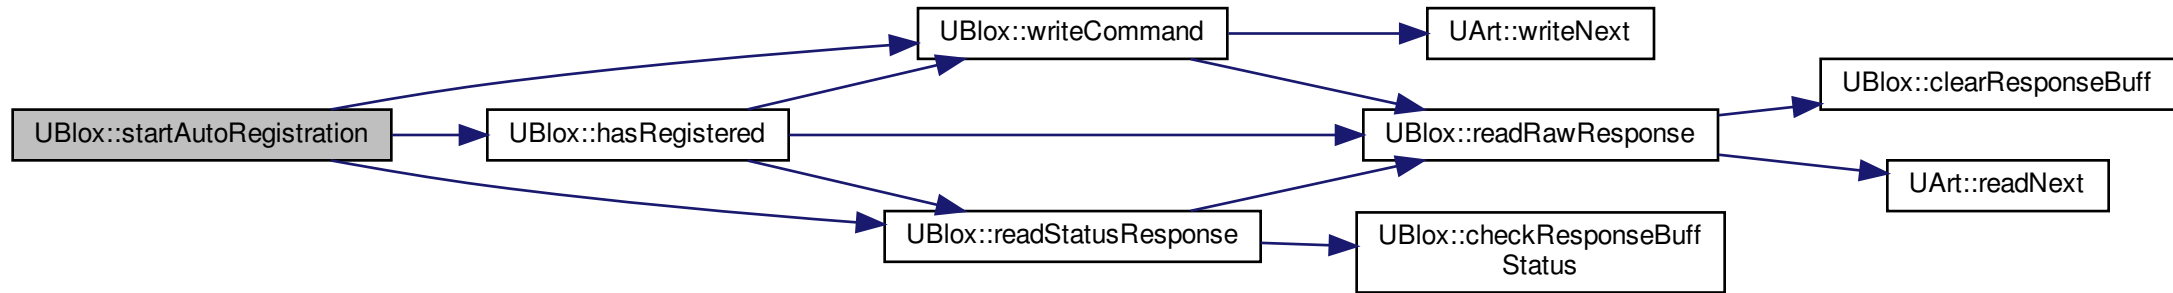 UBlox::startAutoRegistration
UBlox::hasRegistered
UBlox::writeCommand
UBlox::readStatusResponse
UArt::writeNext
UBlox::readRawResponse
UBlox::checkResponseBuff
Status
UBlox::clearResponseBuff
UArt::readNext